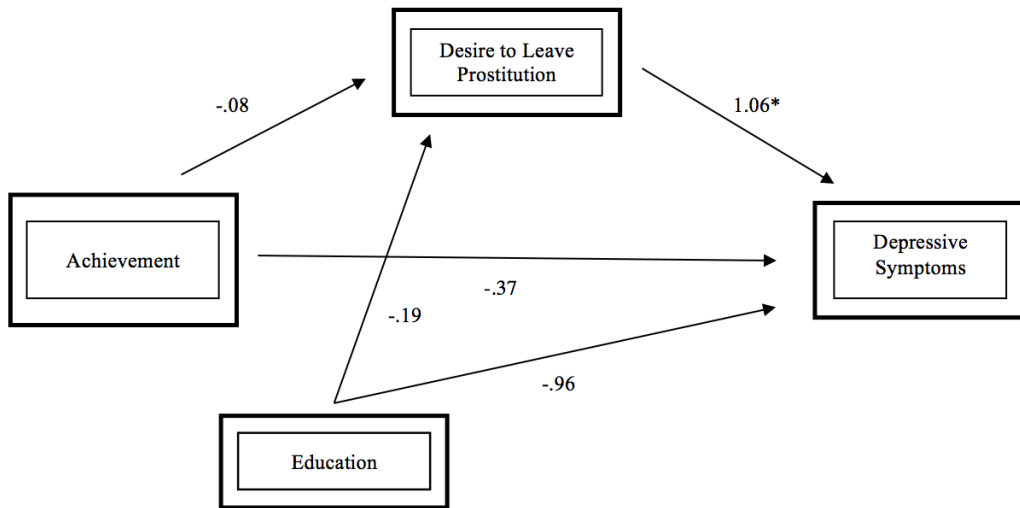 Desire to Leave
Prostitution
-.08
1.06*
Achievement
Depressive
Symptoms
-.37
-.19
-.96
Education